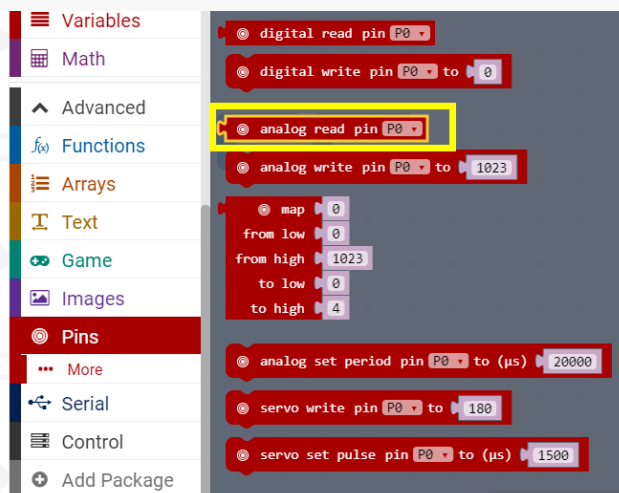 Variables
Math
Advanced
Functions
Arrays
Text
Game
Images
Pins
More
Serial
Control
Add Package
digital read pin P0
digital write pin P0 to 0
analog read pin P0
analog write pin P0 to 1023
map 0
from low 0
from high 1023
to low 0
to high 4
analog set period pin P0 to (µs) 20000
servo write pin P0 to 180
servo set pulse pin P0 to (µs) 1500